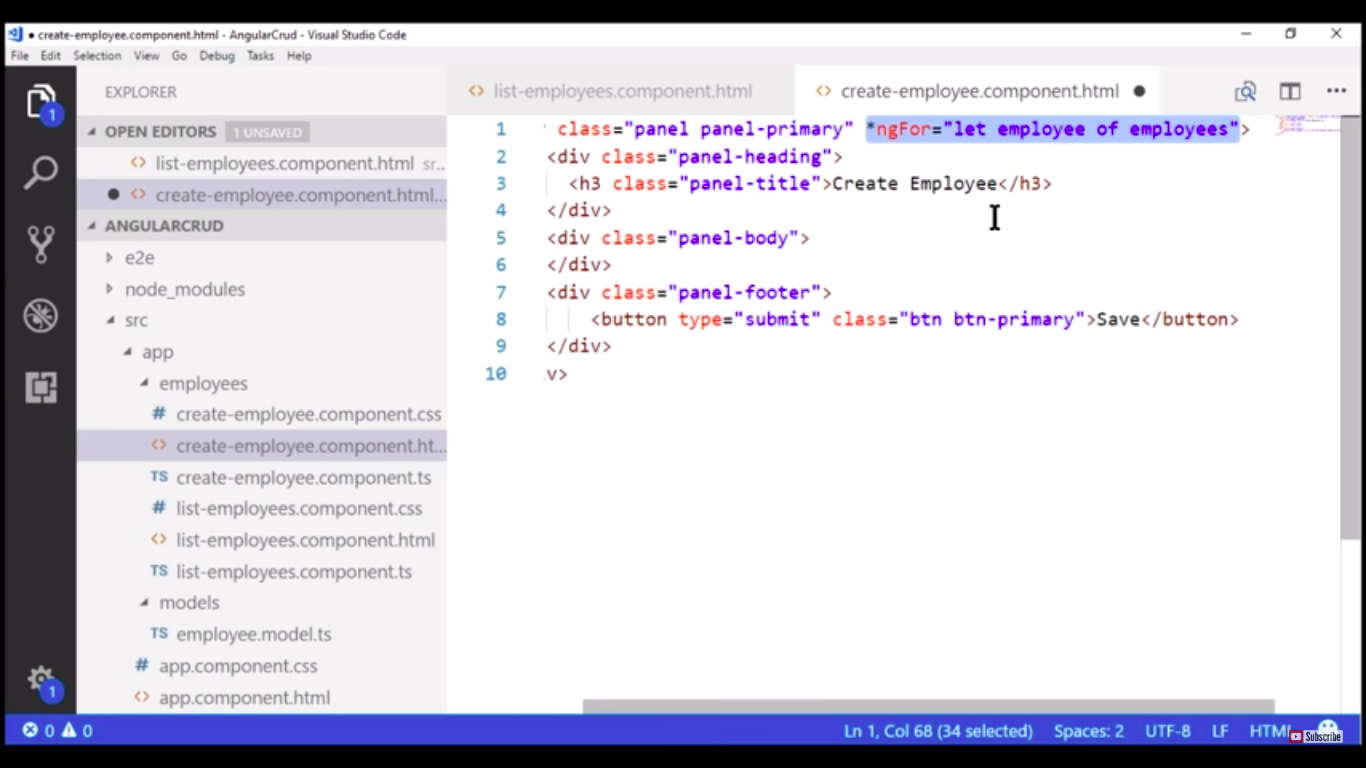 create-employee.component.html - AngularCrud - Visual Studio Code
File Edit Selection View Go Debug Tasks Help
EXPLORER
OPEN EDITORS 1 UNSAVED
list-employees.component.html sr...
create-employee.component.html...
ANGULARCRUD
e2e
node_modules
src
app
employees
create-employee.component.css
create-employee.component.ht...
TS create-employee.component.ts
list-employees.component.css
list-employees.component.html
TS list-employees.component.ts
models
TS employee.model.ts
app.component.css
app.component.html
1
1
list-employees.component.html
create-employee.component.html
1 class="panel panel-primary" *ngFor="let employee of employees">
2 <div class="panel-heading">
3 <h3 class="panel-title">Create Employee</h3>
4 </div>
5 <div class="panel-body">
6 </div>
7 <div class="panel-footer">
8 <button type="submit" class="btn btn-primary">Save</button>
9 </div>
10 v>
0 0 Ln 1, Col 68 (34 selected) Spaces: 2 UTF-8 LF HTML
Subscribe